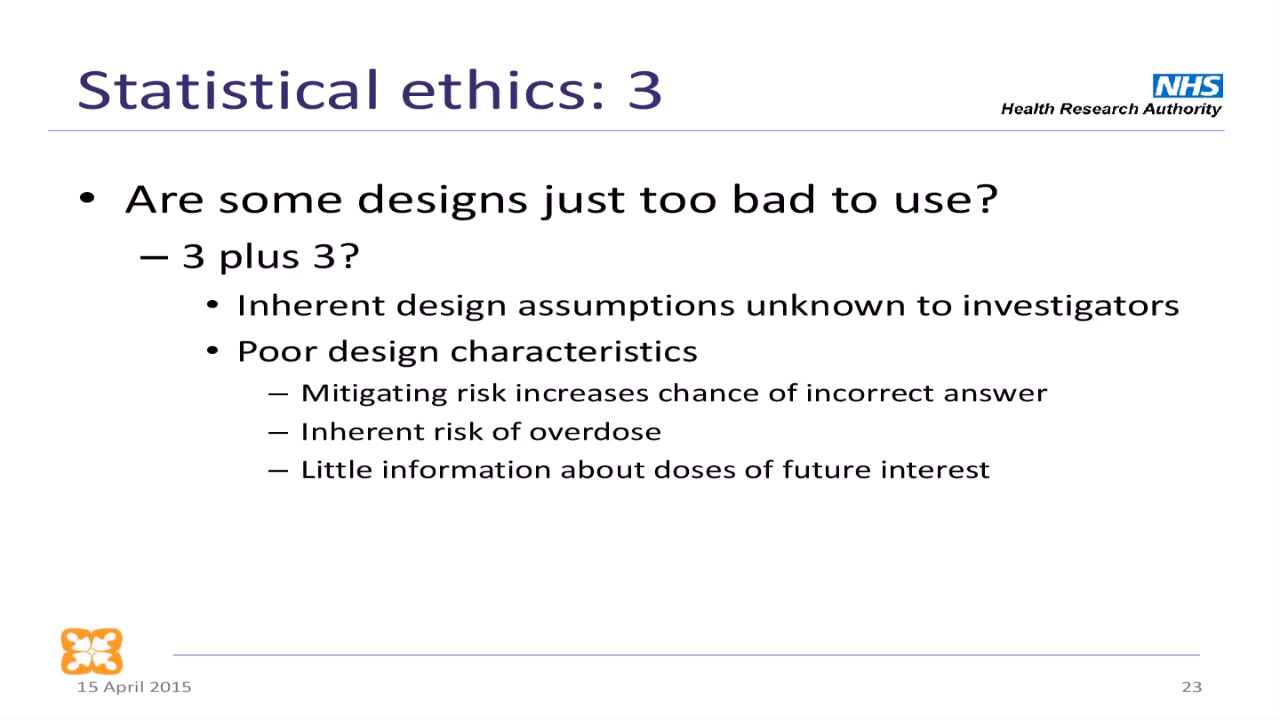 Statistical ethics: 3
NHS
Health Research Authority
• Are some designs just too bad to use?
– 3 plus 3?
• Inherent design assumptions unknown to investigators
• Poor design characteristics
– Mitigating risk increases chance of incorrect answer
– Inherent risk of overdose
– Little information about doses of future interest
15 April 2015
23